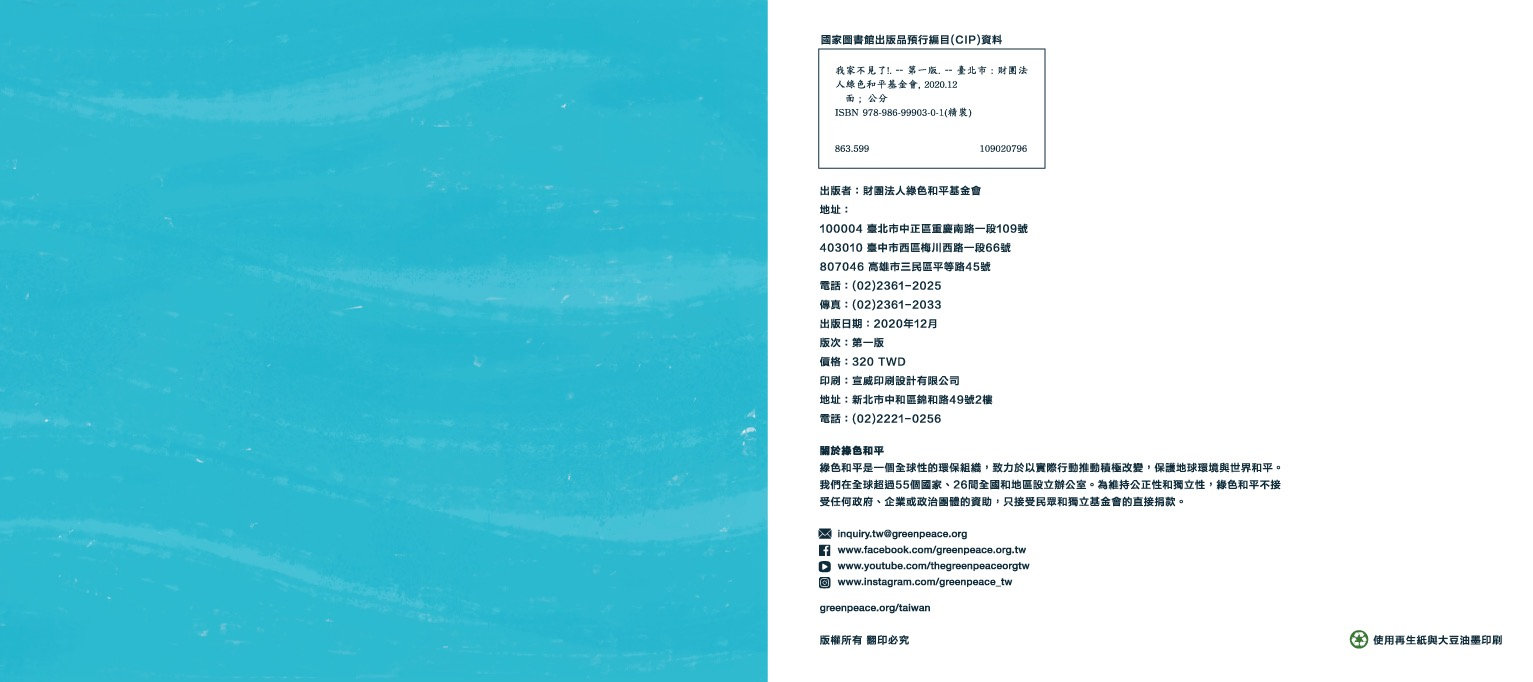 國家圖書館出版品預行編目(CIP)資料
我家不見了!. -- 第一版. -- 臺北市 : 財團法
人綠色和平基金會, 2020.12
面 ; 公分
ISBN 978-986-99903-0-1(精裝)
863.599 109020796
出版者：財團法人綠色和平基金會
地址：
100004 臺北市中正區重慶南路一段109號
403010 臺中市西區梅川西路一段66號
807046 高雄市三民區平等路45號
電話：(02)2361-2025
傳真：(02)2361-2033
出版日期：2020年12月
版次：第一版
價格：320 TWD
印刷：宣威印刷設計有限公司
地址：新北市中和區錦和路49號2樓
電話：(02)2221-0256
關於綠色和平
綠色和平是一個全球性的環保組織，致力於以實際行動推動積極改變，保護地球環境與世界和平。
我們在全球超過55個國家、26間全國和地區設立辦公室。為維持公正性和獨立性，綠色和平不接
受任何政府、企業或政治團體的資助，只接受民眾和獨立基金會的直接捐款。
inquiry.tw@greenpeace.org
www.facebook.com/greenpeace.org.tw
www.youtube.com/thegreenpeaceorgtw
www.instagram.com/greenpeace_tw
greenpeace.org/taiwan
版權所有 翻印必究
使用再生紙與大豆油墨印刷